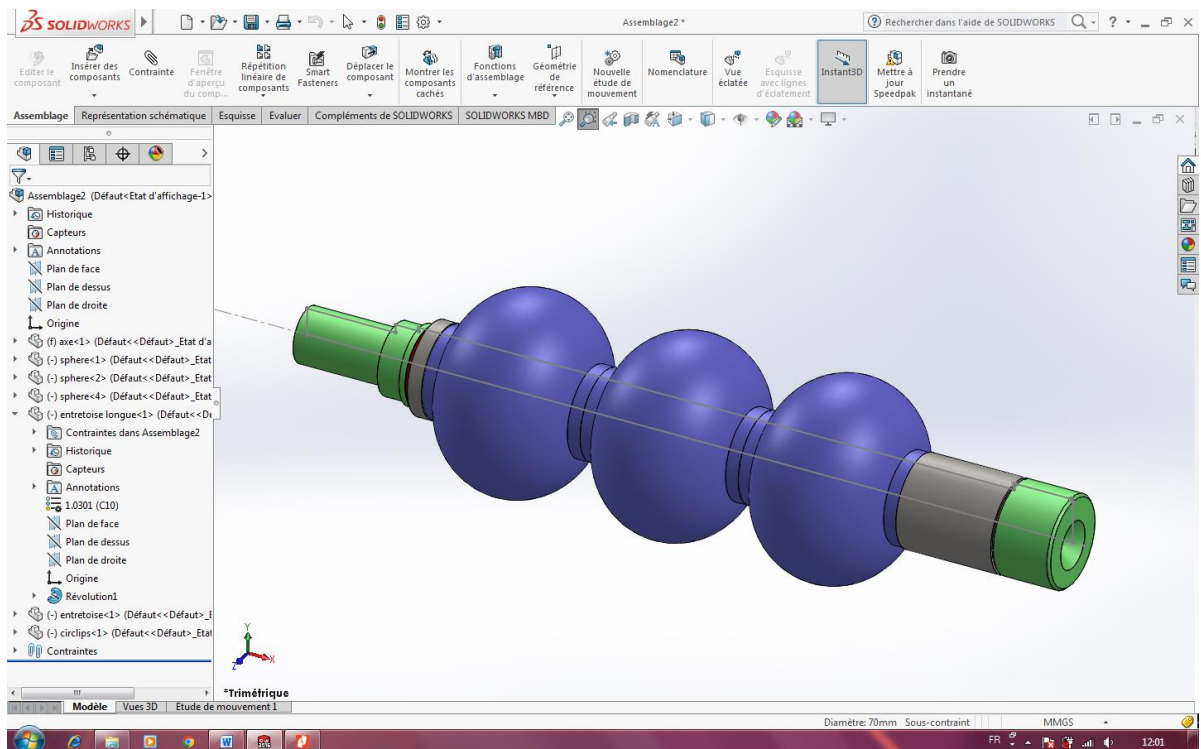 SOLIDWORKS
Assemblage2 *
Rechercher dans l'aide de SOLIDWORKS
Editer le composant
Insérer des composants
Contrainte
Fenêtre d'aperçu du comp...
Répétition linéaire de composants
Smart Fasteners
Déplacer le composant
Montrer les composants cachés
Fonctions d'assemblage
Géométrie de référence
Nouvelle étude de mouvement
Nomenclature
Vue éclatée
Esquisse avec lignes d'éclatement
Instant3D
Mettre à jour Speedpak
Prendre un instantané
Assemblage Représentation schématique Esquisse Evaluer Compléments de SOLIDWORKS SOLIDWORKS MBD
Assemblage2 (Défaut<Etat d'affichage-1>
Historique
Capteurs
Annotations
Plan de face
Plan de dessus
Plan de droite
Origine
(f) axe<1> (Défaut<<Défaut>_Etat d'a
(-) sphere<1> (Défaut<<Défaut>_Etat
(-) sphere<2> (Défaut<<Défaut>_Etat
(-) sphere<4> (Défaut<<Défaut>_Etat
(-) entretoise longue<1> (Défaut<<De
Contraintes dans Assemblage2
Historique
Capteurs
Annotations
1.0301 (C10)
Plan de face
Plan de dessus
Plan de droite
Origine
Révolution1
(-) entretoise<1> (Défaut<<Défaut>_E
(-) circlips<1> (Défaut<<Défaut>_Etat
Contraintes
Y
Z
X
*Trimétrique
Modèle Vues 3D Etude de mouvement 1
Diamètre: 70mm Sous-contraint MMGS
FR 12:01